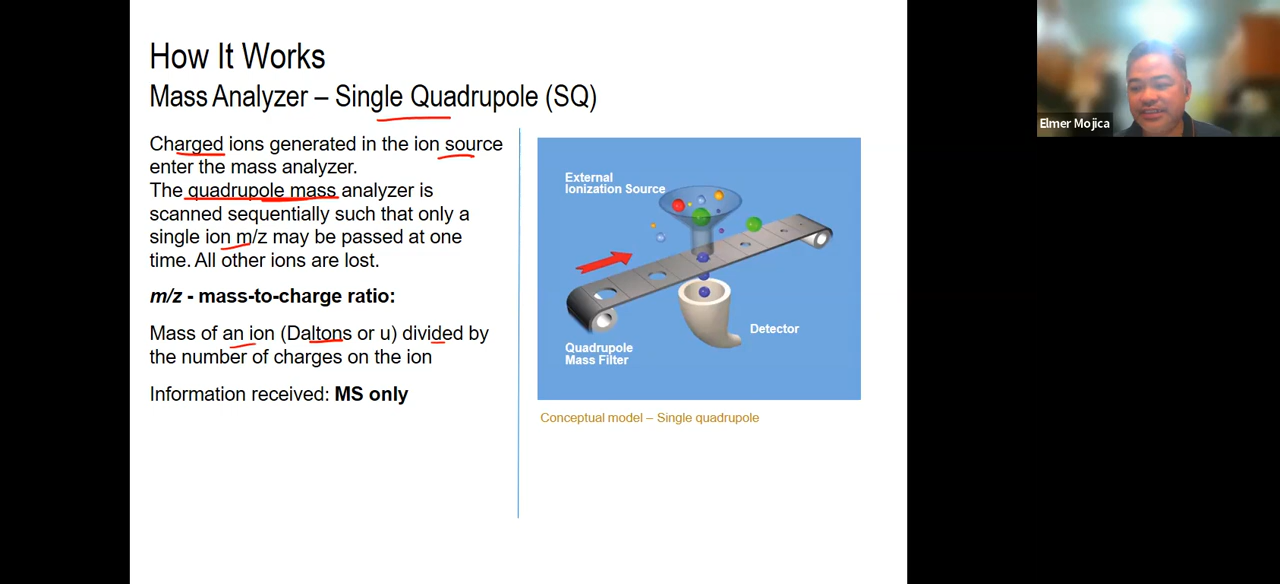 How It Works
Mass Analyzer – Single Quadrupole (SQ)
Charged ions generated in the ion source
enter the mass analyzer.
The quadrupole mass analyzer is
scanned sequentially such that only a
single ion m/z may be passed at one
time. All other ions are lost.
m/z - mass-to-charge ratio:
Mass of an ion (Daltons or u) divided by
the number of charges on the ion
Information received: MS only
External
Ionization Source
Detector
Quadrupole
Mass Filter
Conceptual model – Single quadrupole
Elmer Mojica